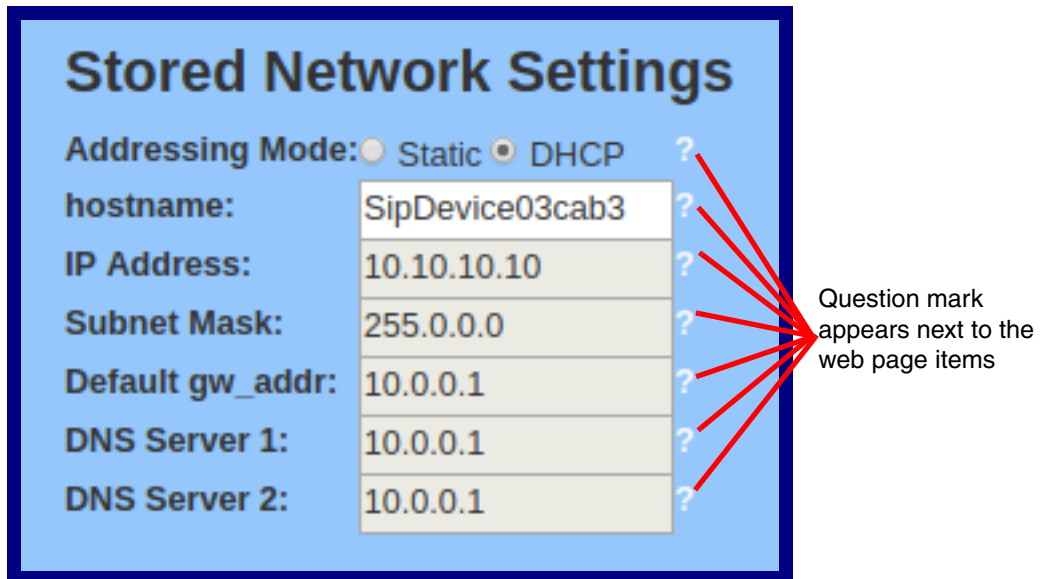 Stored Network Settings
Addressing Mode: Static DHCP ?
hostname: SipDevice03cab3 ?
IP Address: 10.10.10.10 ?
Subnet Mask: 255.0.0.0 ?
Default gw_addr: 10.0.0.1 ?
DNS Server 1: 10.0.0.1 ?
DNS Server 2: 10.0.0.1 ?
Question mark
appears next to the
web page items